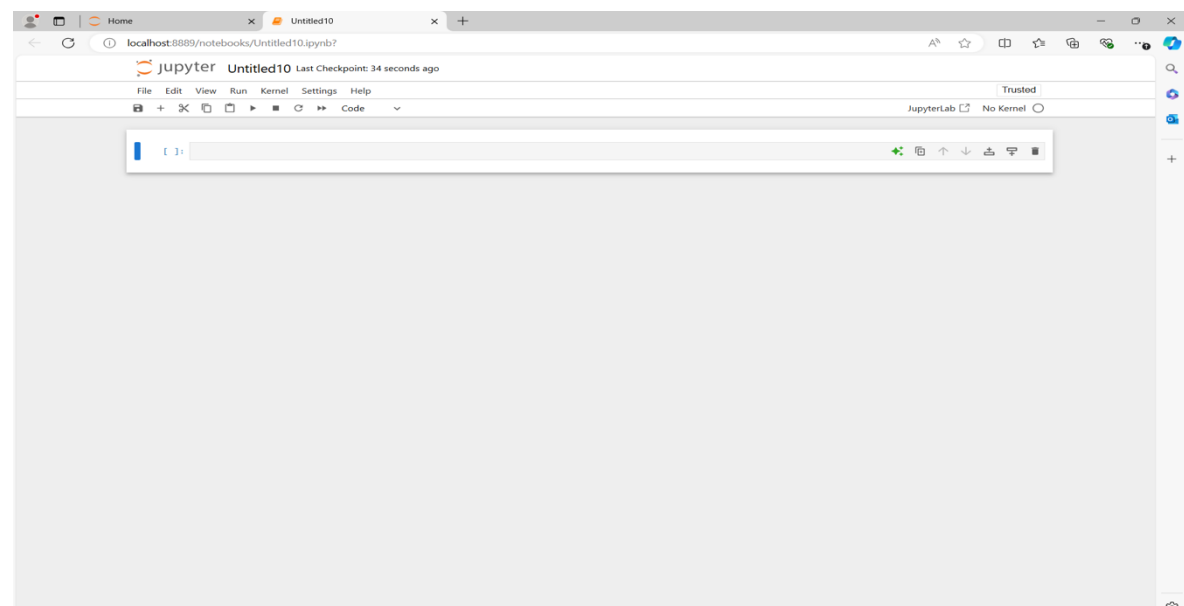 Home
Untitled10
localhost:8889/notebooks/Untitled10.ipynb?
jupyter Untitled10 Last Checkpoint: 34 seconds ago
File Edit View Run Kernel Settings Help
Trusted
Code
JupyterLab No Kernel
[ ]: